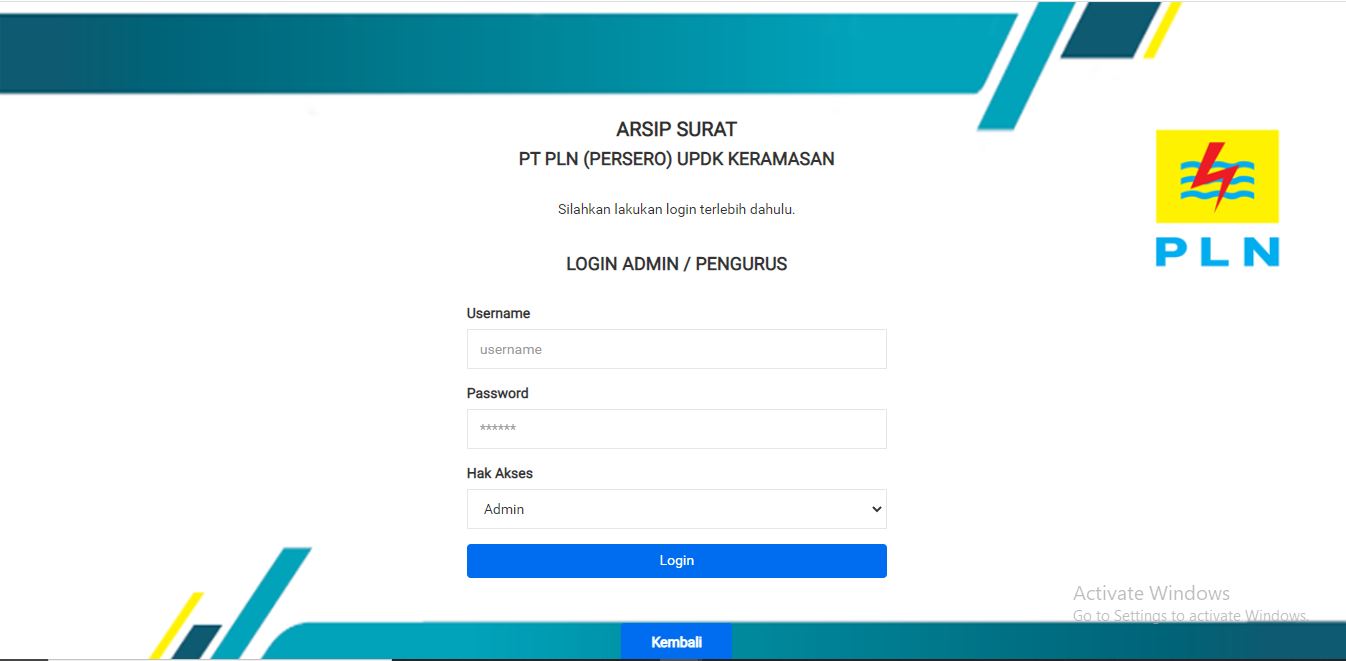 ARSIP SURAT
PT PLN (PERSERO) UPDK KERAMASAN
PLN
Silahkan lakukan login terlebih dahulu.
LOGIN ADMIN / PENGURUS
Username
username
Password
******
Hak Akses
Admin
Login
Activate Windows
Go to Settings to activate Windows.
Kembali